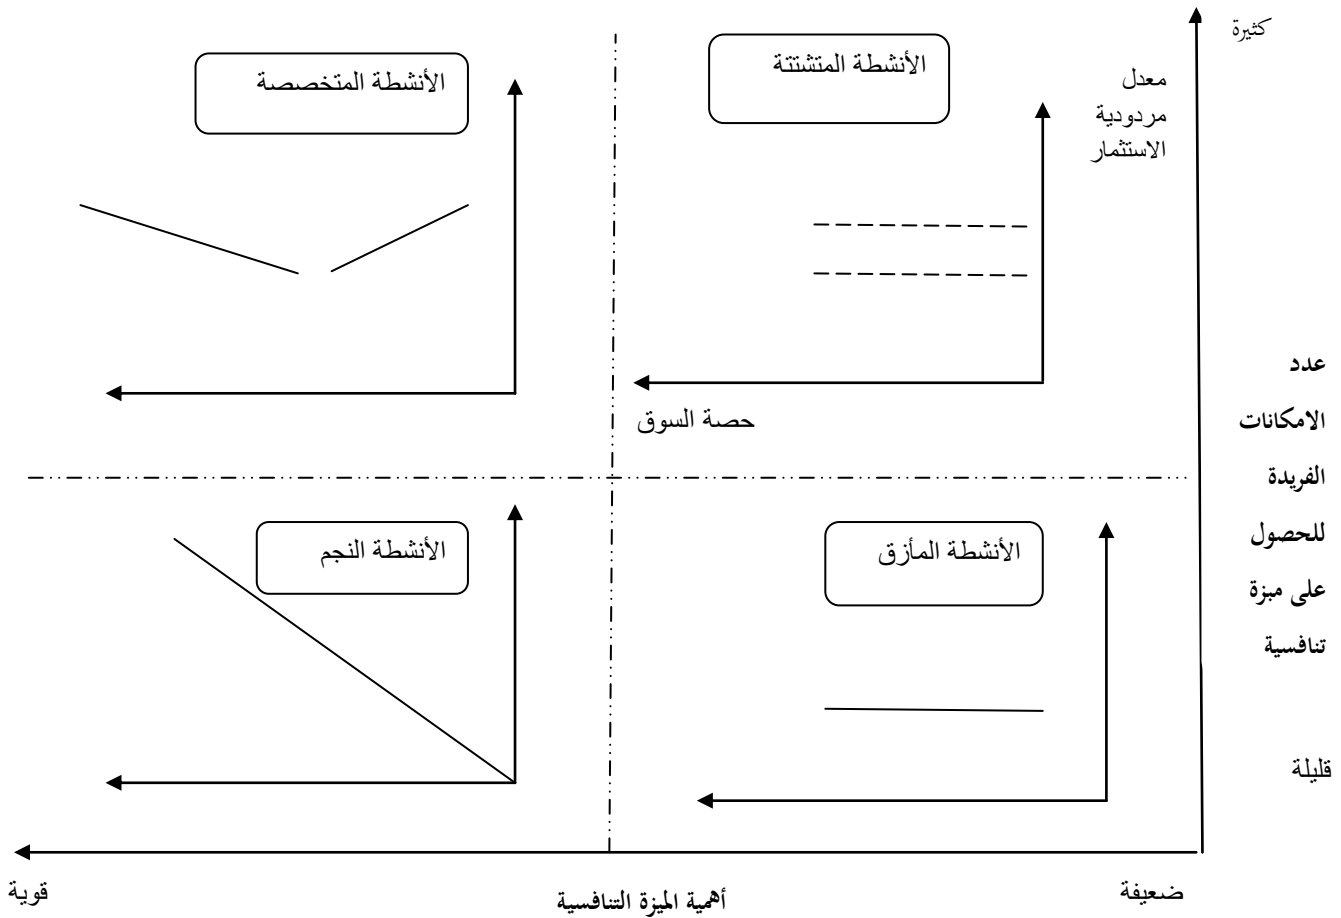 كثيرة
الأنشطة المتشتتة
الأنشطة المتخصصة
معدل
مردودية
الاستثمار
حصة السوق
عدد
الامكانات
الفريدة
للحصول
على مبزة
تنافسية
الأنشطة المأزق
الأنشطة النجم
قليلة
ضعيفة
أهمية الميزة التنافسية
قوية